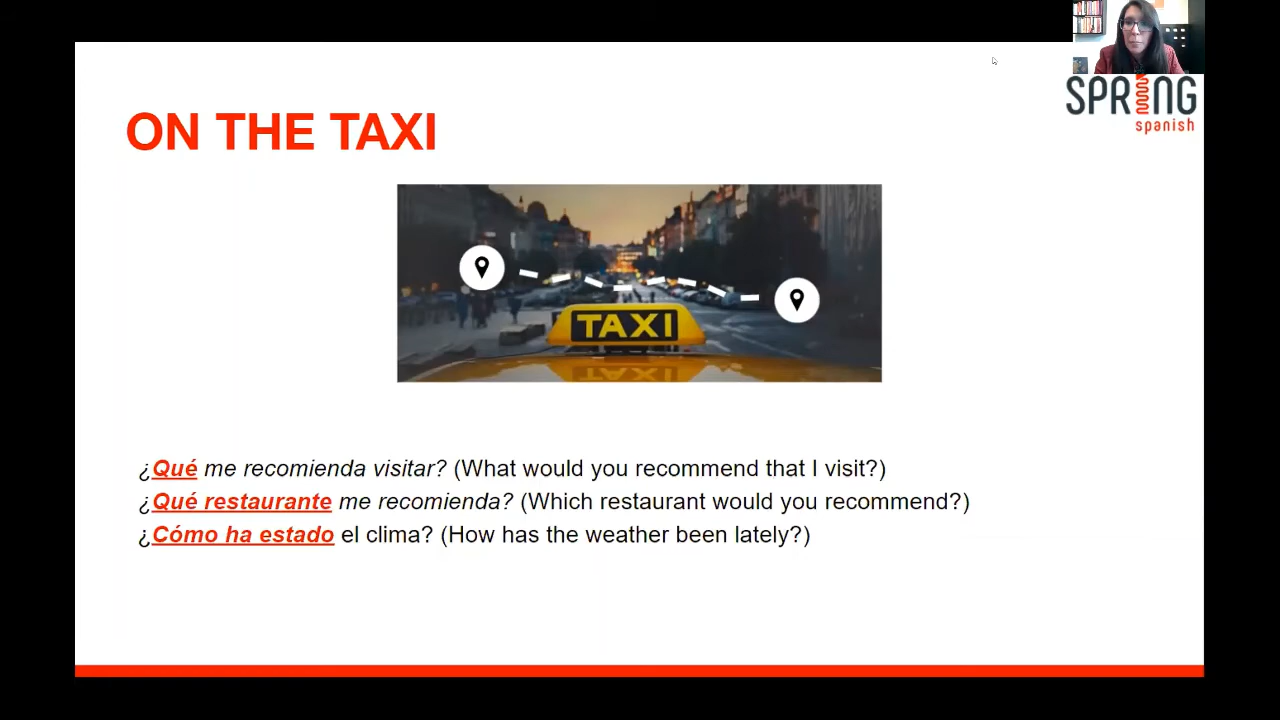 SPRING
spanish
ON THE TAXI
TAXI
¿Qué me recomienda visitar? (What would you recommend that I visit?)
¿Qué restaurante me recomienda? (Which restaurant would you recommend?)
¿Cómo ha estado el clima? (How has the weather been lately?)